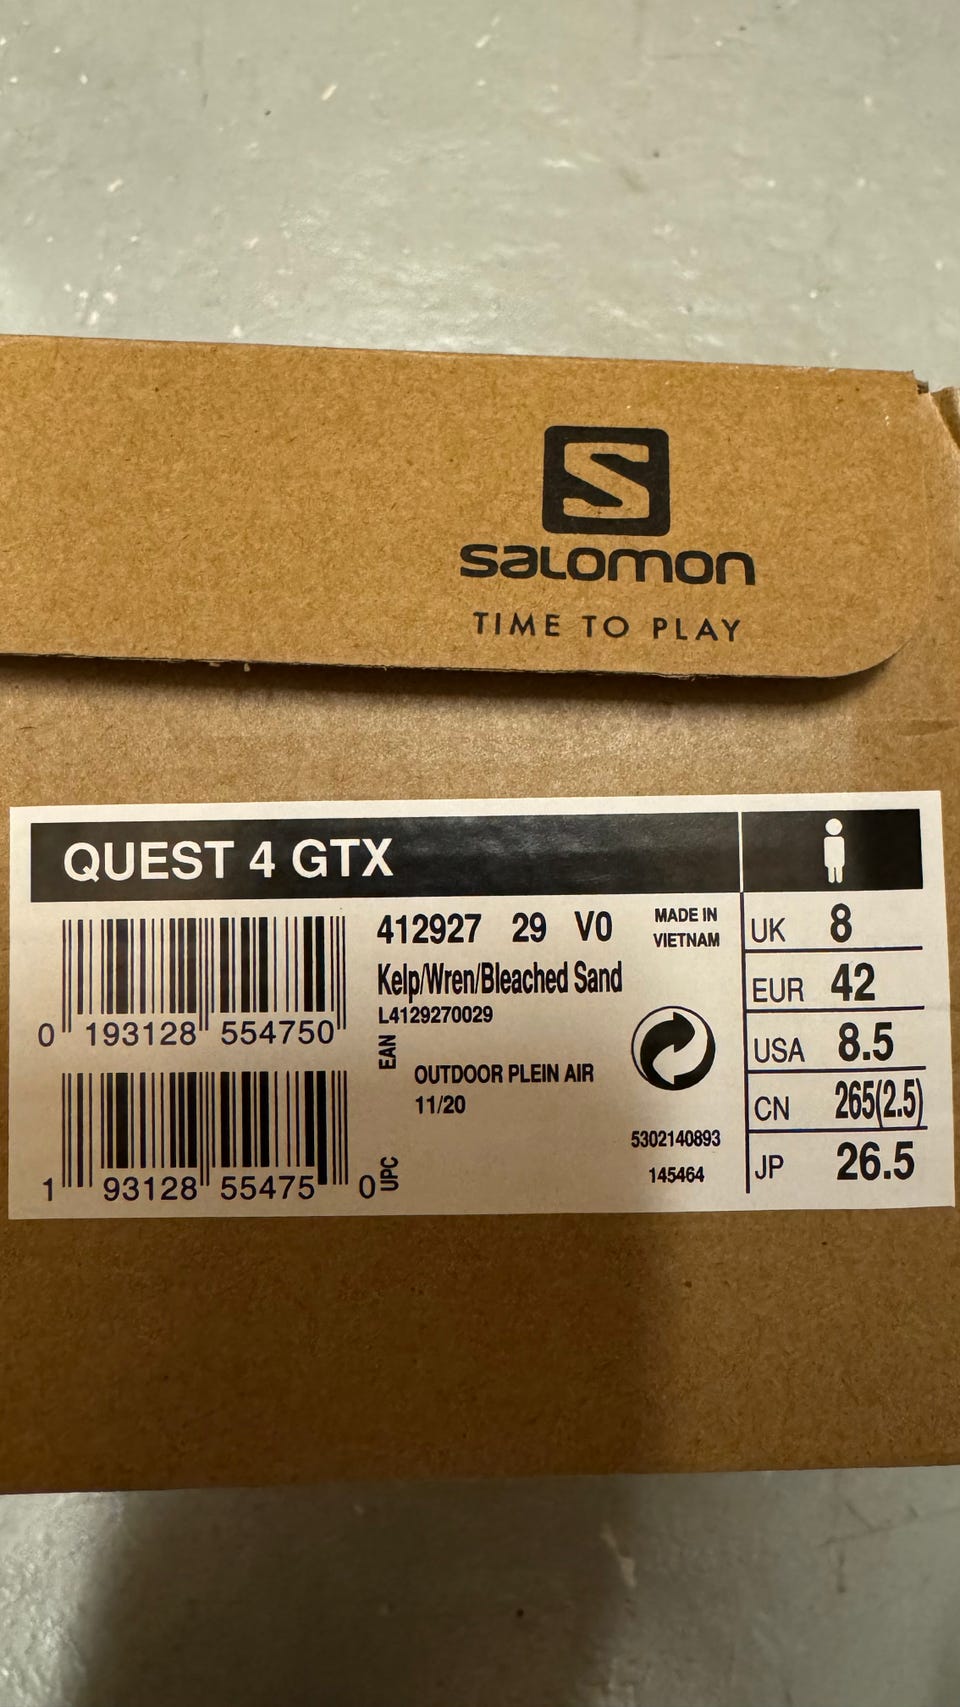 S
SALOMON
TIME TO PLAY
QUEST 4 GTX
412927 29 V0
MADE IN
VIETNAM
Kelp/Wren/Bleached Sand
L4129270029
0 193128 554750
EAN
OUTDOOR PLEIN AIR
11/20
5302140893
145464
1 93128 55475 0
UPC
UK 8
EUR 42
USA 8.5
CN 265(2.5)
JP 26.5